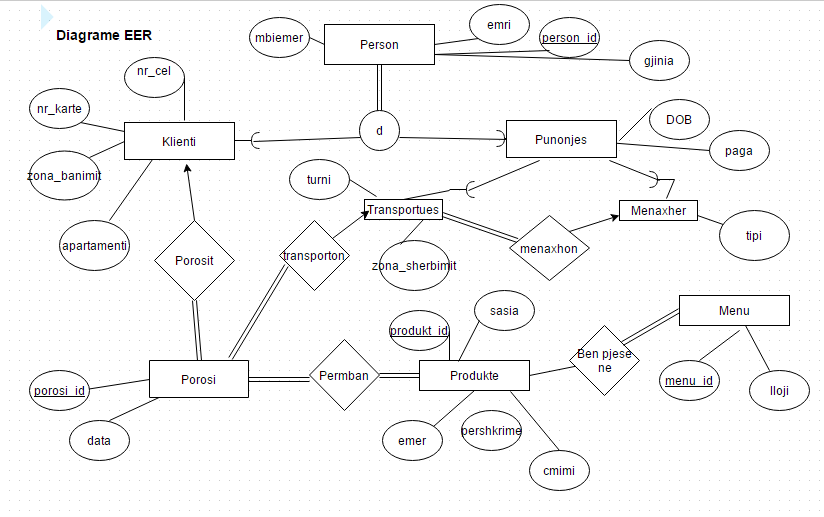 Diagrame EER
mbiemer
Person
emri
person_id
gjinia
nr_cel
nr_karte
Klienti
d
Punonjes
DOB
paga
zona_banimit
turni
Transportues
Menaxher
apartamenti
Porosit
transporton
zona_sherbimit
menaxhon
tipi
produkt_id
sasia
Menu
Porosi
Permban
Produkte
Ben pjese
ne
porosi_id
menu_id
lloji
data
emer
pershkrime
cmimi